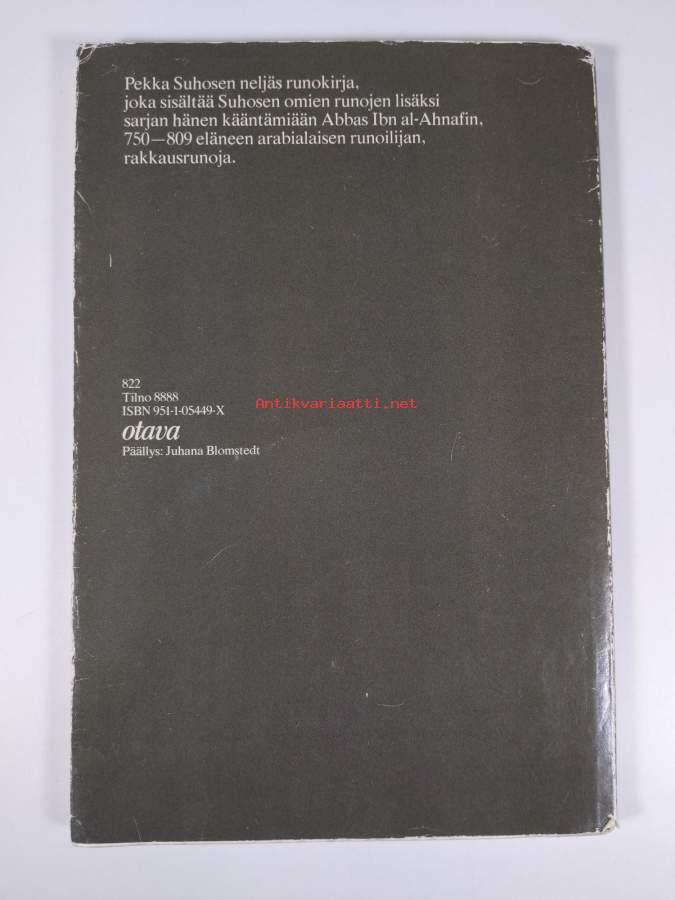 Pekka Suhosen neljäs runokirja,
joka sisältää Suhosen omien runojen lisäksi
sarjan hänen kääntämiään Abbas Ibn al-Ahnafin,
750—809 eläneen arabialaisen runoilijan,
rakkausrunoja.
822
Tilno 8888
ISBN 951-1-05449-X
Antikvariaatti.net
otava
Päällys: Juhana Blomstedt